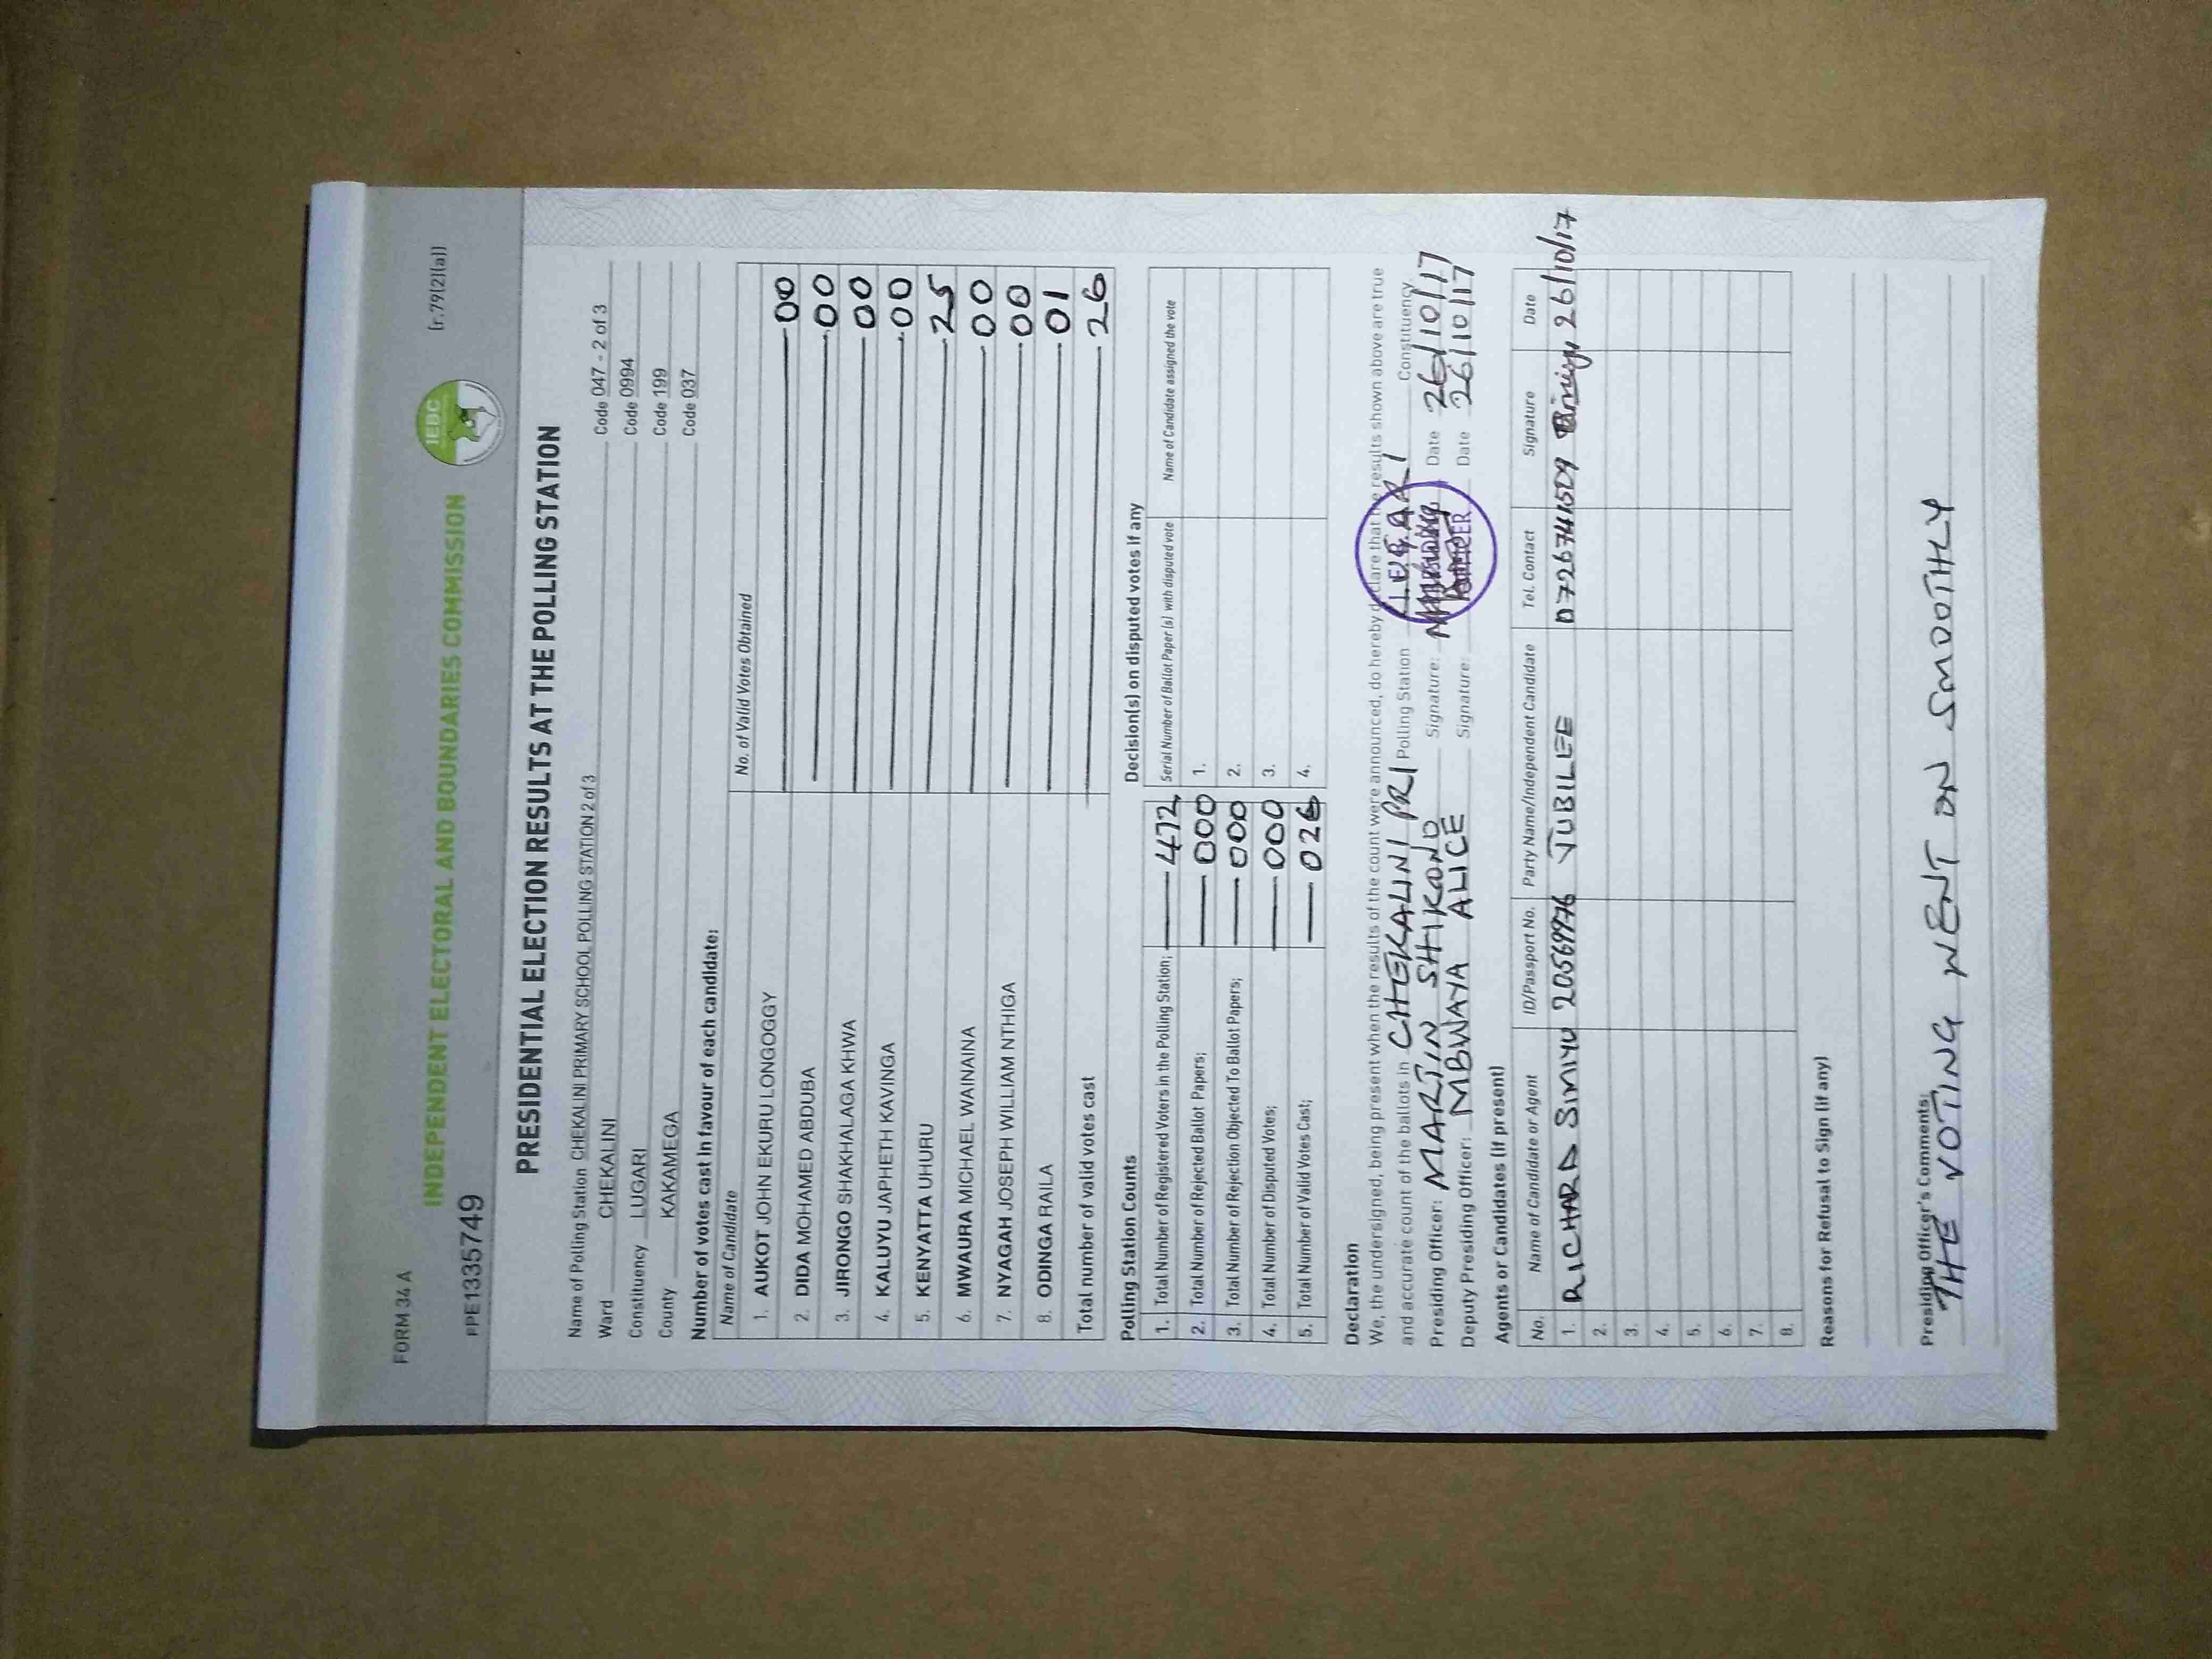 FORM 34 A
[r.79(2)(a)]
INDEPENDENT ELECTORAL AND BOUNDARIES COMMISSION
IEBC
PPE1335749
PRESIDENTIAL ELECTION RESULTS AT THE POLLING STATION
Name of Polling Station CHEKALINI PRIMARY SCHOOL POLLING STATION 2 of 3 Code 047 - 2 of 3
Ward CHEKALINI Code 0994
Constituency LUGARI Code 199
County KAKAMEGA Code 037
Number of votes cast in favour of each candidate:
Name of Candidate No. of Valid Votes Obtained
1. AUKOT JOHN EKURU LONGOGGY 00
2. DIDA MOHAMED ABDUBA 00
3. JIRONGO SHAKHALAGA KHWA 00
4. KALUYU JAPHETH KAVINGA 00
5. KENYATTA UHURU 25
6. MWAURA MICHAEL WAINAINA 00
7. NYAGAH JOSEPH WILLIAM NTHIGA 00
8. ODINGA RAILA 01
Total number of valid votes cast 26
Polling Station Counts Decision(s) on disputed votes if any
1. Total Number of Registered Voters in the Polling Station; 472 Serial Number of Ballot Paper (s) with disputed vote Name of Candidate assigned the vote
2. Total Number of Rejected Ballot Papers; 000 1.
3. Total Number of Rejection Objected To Ballot Papers; 000 2.
4. Total Number of Disputed Votes; 000 3.
5. Total Number of Valid Votes Cast; 026 4.
Declaration
We, the undersigned, being present when the results of the count were announced, do hereby declare that the results shown above are true
and accurate count of the ballots in CHEKALINI PRI Polling Station LUGARI Constituency.
Presiding Officer: MARTIN SHIKONO Signature: Date 26/10/17
Deputy Presiding Officer: MBWAYA ALICE Signature: Date 26/10/17
Agents or Candidates (if present)
No. Name of Candidate or Agent ID/Passport No. Party Name/Independent Candidate Tel. Contact Signature Date
1. RICHARD SIMIYU 20569976 JUBILEE 26/10/17
2.
3.
4.
5.
6.
7.
8.
Reasons for Refusal to Sign (if any)
Presiding Officer's Comments:
THE VOTING WENT ON SMOOTHLY